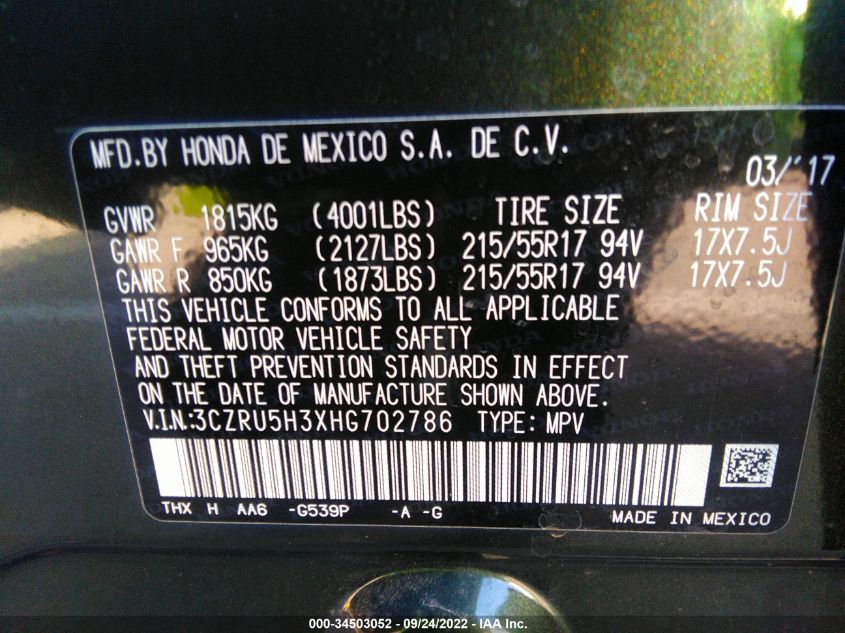 MFD.BY HONDA DE MEXICO S.A. DE C.V.
03/'17
GVWR 1815KG (4001LBS) TIRE SIZE RIM SIZE
GAWR F 965KG (2127LBS) 215/55R17 94V 17X7.5J
GAWR R 850KG (1873LBS) 215/55R17 94V 17X7.5J
THIS VEHICLE CONFORMS TO ALL APPLICABLE
FEDERAL MOTOR VEHICLE SAFETY
AND THEFT PREVENTION STANDARDS IN EFFECT
ON THE DATE OF MANUFACTURE SHOWN ABOVE.
V.I.N.:3CZRU5H3XHG702786 TYPE: MPV
THX H AA6 -G539P -A -G
MADE IN MEXICO
000-34503052 - 09/24/2022 - IAA Inc.